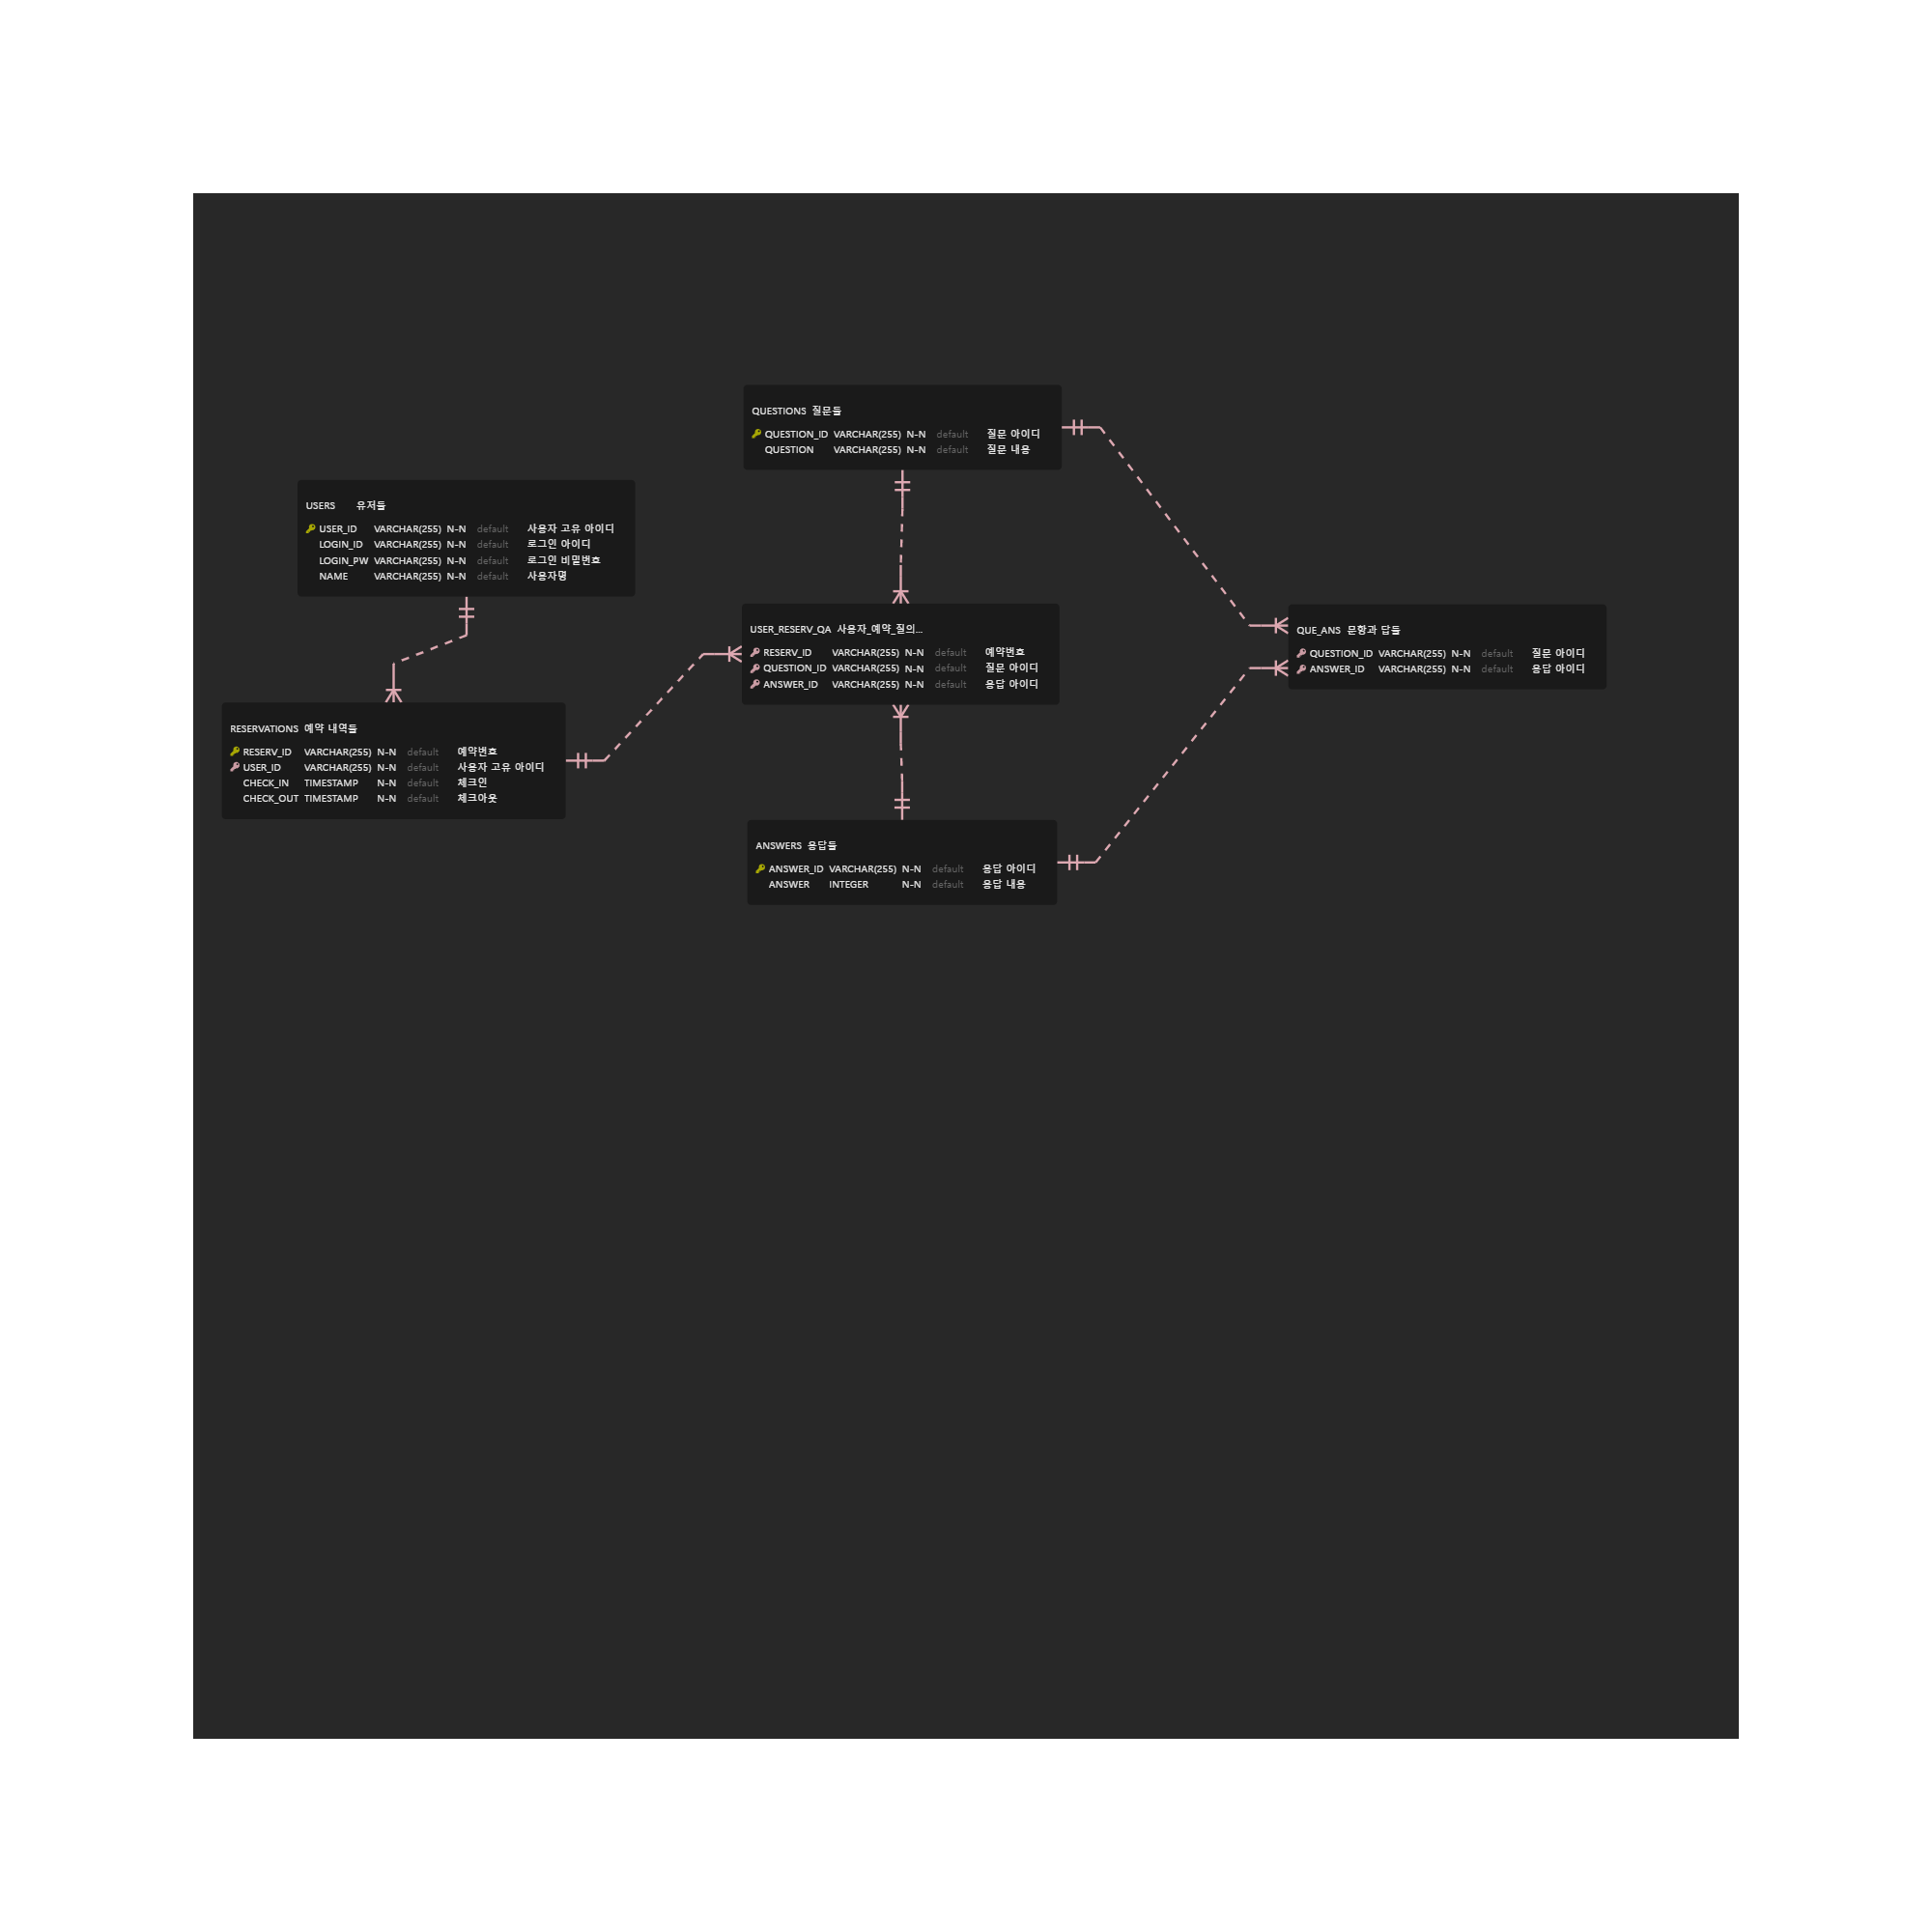 QUESTIONS 질문들
QUESTION_ID VARCHAR(255) N-N default 질문 아이디
QUESTION VARCHAR(255) N-N default 질문 내용
USERS 유저들
USER_ID VARCHAR(255) N-N default 사용자 고유 아이디
LOGIN_ID VARCHAR(255) N-N default 로그인 아이디
LOGIN_PW VARCHAR(255) N-N default 로그인 비밀번호
NAME VARCHAR(255) N-N default 사용자명
USER_RESERV_QA 사용자_예약_질의...
RESERV_ID VARCHAR(255) N-N default 예약번호
QUESTION_ID VARCHAR(255) N-N default 질문 아이디
ANSWER_ID VARCHAR(255) N-N default 응답 아이디
QUE_ANS 문항과 답들
QUESTION_ID VARCHAR(255) N-N default 질문 아이디
ANSWER_ID VARCHAR(255) N-N default 응답 아이디
RESERVATIONS 예약 내역들
RESERV_ID VARCHAR(255) N-N default 예약번호
USER_ID VARCHAR(255) N-N default 사용자 고유 아이디
CHECK_IN TIMESTAMP N-N default 체크인
CHECK_OUT TIMESTAMP N-N default 체크아웃
ANSWERS 응답들
ANSWER_ID VARCHAR(255) N-N default 응답 아이디
ANSWER INTEGER N-N default 응답 내용